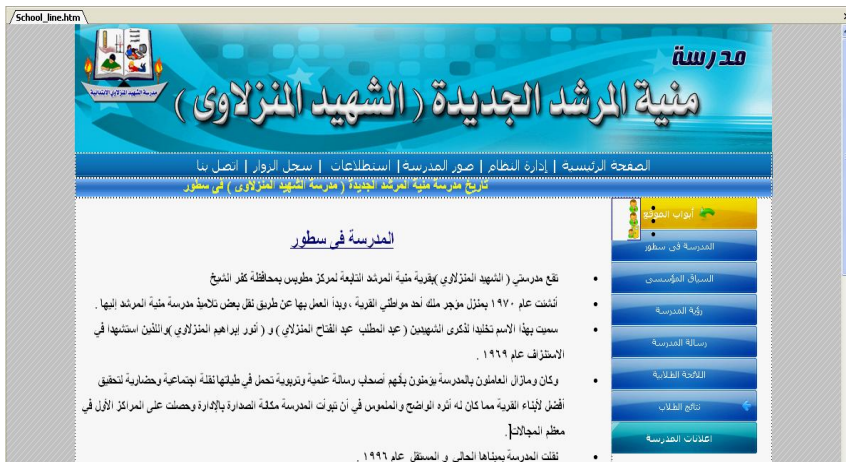 School_line.htm
مدرسة
منية المرشد الجديدة ( الشهيد المنزلاوى )
مدرسة الشهيد المنزلاوى الابتدائية
الصفحة الرئيسية | إدارة النظام | صور المدرسة | استطلاعات | سجل الزوار | اتصل بنا
تاريخ مدرسة منية المرشد الجديدة ( مدرسة الشهيد المنزلاوى ) فى سطور
أبواب الموقع
المدرسة فى سطور
السياق المؤسسى
رؤية المدرسة
رسالة المدرسة
اللائحة الطلابية
نتائج الطلاب
اعلانات المدرسة
المدرسة فى سطور
تقع مدرستي ( الشهيد المنزلاوي )بقرية منية المرشد التابعة لمركز مطوبس بمحافظة كفر الشيخ
أنشئت عام ١٩٧٠ بمنزل مؤجر ملك أحد مواطني القرية ، وبدأ العمل بها عن طريق نقل بعض تلاميذ مدرسة منية المرشد إليها .
سميت بهذا الاسم تخليدا لذكرى الشهيدين ( عبد المطلب عبد الفتاح المنزلاي ) و ( أنور إبراهيم المنزلاوي )واللذين استشهدا في
الاستنزاف عام ١٩٦٩ .
وكان ومازال العاملون بالمدرسة يؤمنون بأنهم أصحاب رسالة علمية وتربوية تحمل في طياتها نقلة اجتماعية وحضارية لتحقيق
أفضل لأبناء القرية مما كان له أثره الواضح والملموس في أن تبوأت المدرسة مكانة الصدارة بالإدارة وحصلت على المراكز الأول في
معظم المجالات.
نقلت المدرسة بمبناها الحالي و المستقل عام ١٩٩٦ .